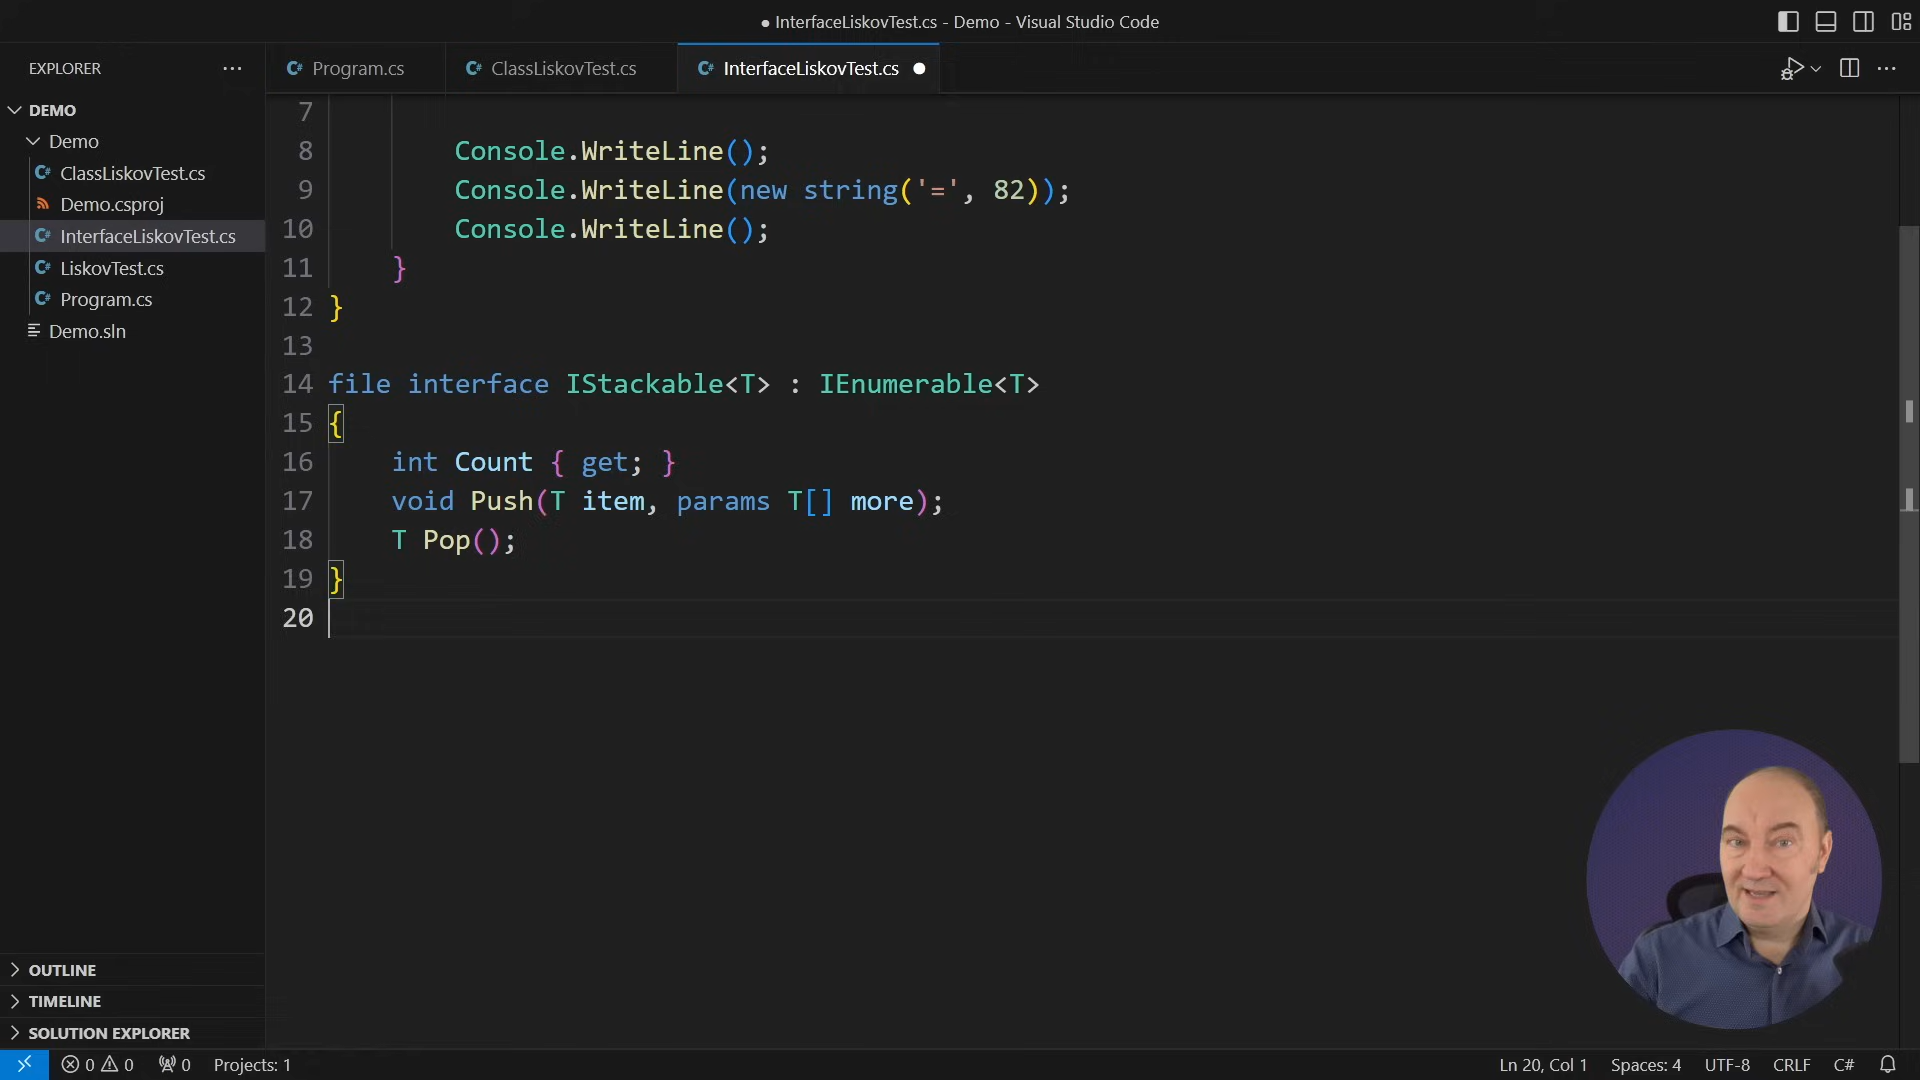 ● InterfaceLiskovTest.cs - Demo - Visual Studio Code
EXPLORER
Program.cs
ClassLiskovTest.cs
InterfaceLiskovTest.cs
DEMO
Demo
ClassLiskovTest.cs
Demo.csproj
InterfaceLiskovTest.cs
LiskovTest.cs
Program.cs
Demo.sln
7
8 Console.WriteLine();
9 Console.WriteLine(new string('=', 82));
10 Console.WriteLine();
11 }
12 }
13
14 file interface IStackable<T> : IEnumerable<T>
15 {
16 int Count { get; }
17 void Push(T item, params T[] more);
18 T Pop();
19 }
20
OUTLINE
TIMELINE
SOLUTION EXPLORER
0 0 0 Projects: 1 Ln 20, Col 1 Spaces: 4 UTF-8 CRLF C#